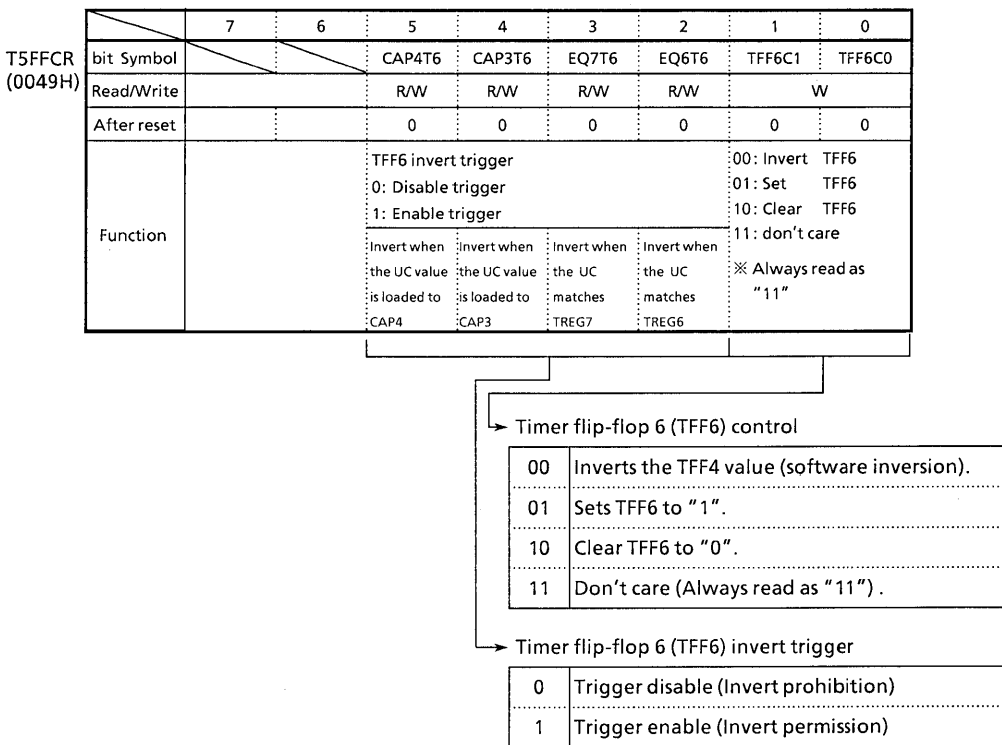 7 6 5 4 3 2 1 0
T5FFCR
(0049H)
bit Symbol CAP4T6 CAP3T6 EQ7T6 EQ6T6 TFF6C1 TFF6C0
Read/Write R/W R/W R/W R/W W
After reset 0 0 0 0 0 0
Function
TFF6 invert trigger
0: Disable trigger
1: Enable trigger
Invert when
the UC value
is loaded to
CAP4
Invert when
the UC value
is loaded to
CAP3
Invert when
the UC
matches
TREG7
Invert when
the UC
matches
TREG6
00: Invert TFF6
01: Set TFF6
10: Clear TFF6
11: don't care
※ Always read as
"11"
Timer flip-flop 6 (TFF6) control
00 Inverts the TFF4 value (software inversion).
01 Sets TFF6 to "1".
10 Clear TFF6 to "0".
11 Don't care (Always read as "11") .
Timer flip-flop 6 (TFF6) invert trigger
0 Trigger disable (Invert prohibition)
1 Trigger enable (Invert permission)